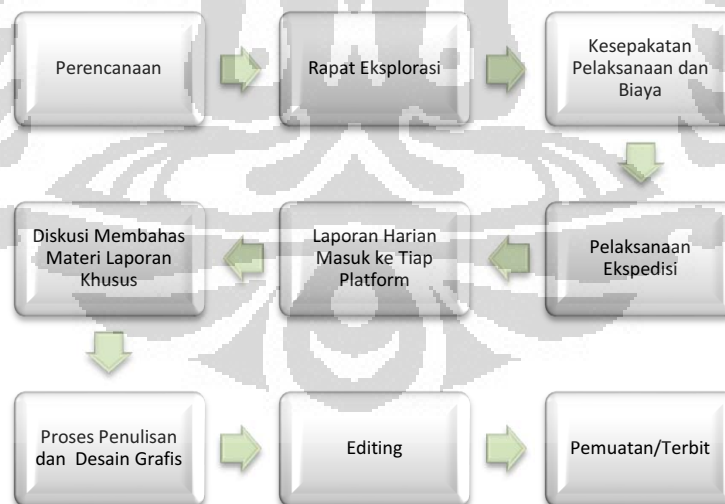 Perencanaan
Rapat Eksplorasi
Kesepakatan
Pelaksanaan dan
Biaya
Pelaksanaan
Ekspedisi
Laporan Harian
Masuk ke Tiap
Platform
Diskusi Membahas
Materi Laporan
Khusus
Proses Penulisan
dan Desain Grafis
Editing
Pemuatan/Terbit